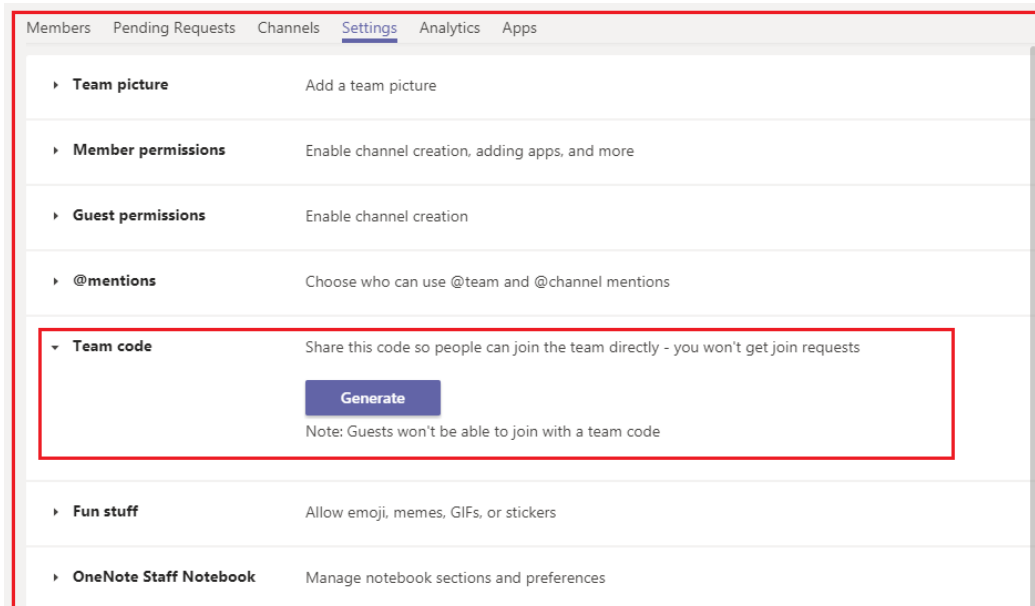 Members Pending Requests Channels Settings Analytics Apps
Team picture Add a team picture
Member permissions Enable channel creation, adding apps, and more
Guest permissions Enable channel creation
@mentions Choose who can use @team and @channel mentions
Team code Share this code so people can join the team directly - you won't get join requests
Generate
Note: Guests won't be able to join with a team code
Fun stuff Allow emoji, memes, GIFs, or stickers
OneNote Staff Notebook Manage notebook sections and preferences